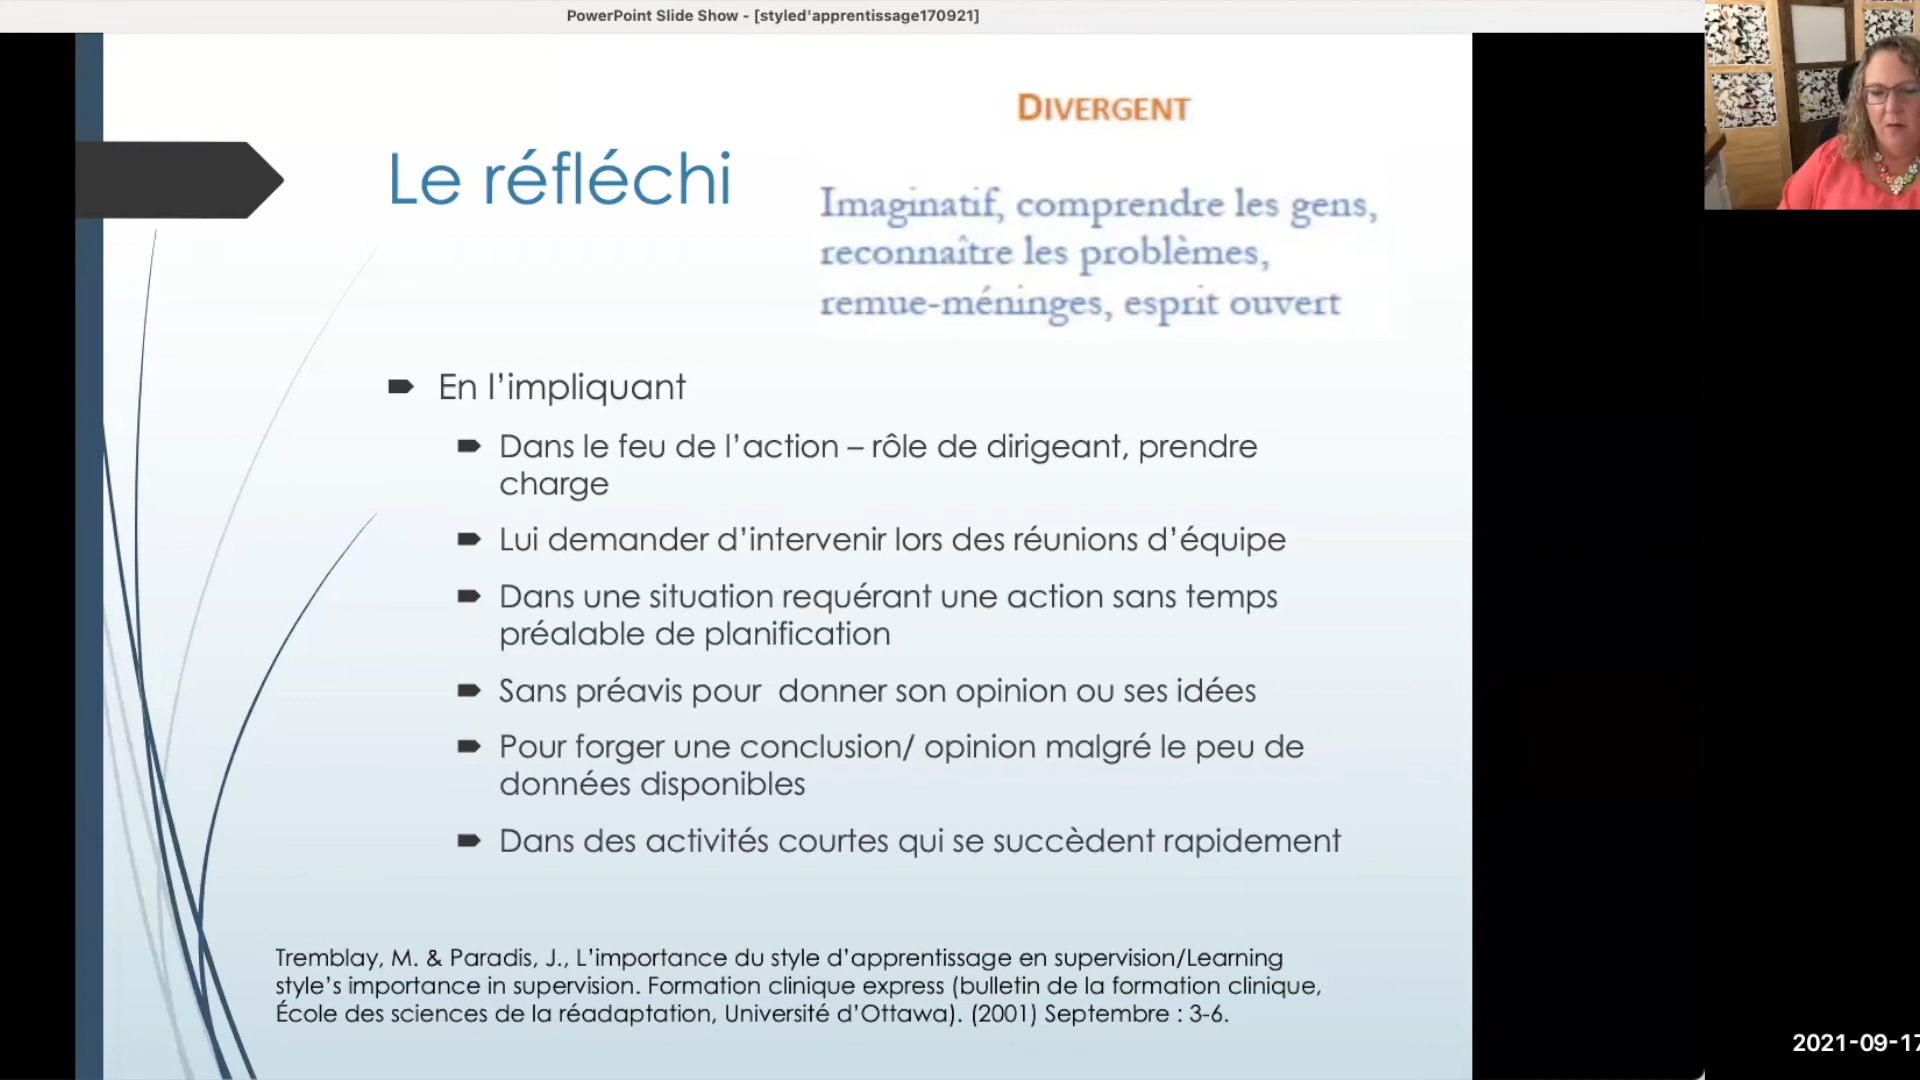 PowerPoint Slide Show - [styled'apprentissage170921]
DIVERGENT
Le réfléchi
Imaginatif, comprendre les gens,
reconnaître les problèmes,
remue-méninges, esprit ouvert
En l’impliquant
Dans le feu de l’action – rôle de dirigeant, prendre
charge
Lui demander d’intervenir lors des réunions d’équipe
Dans une situation requérant une action sans temps
préalable de planification
Sans préavis pour  donner son opinion ou ses idées
Pour forger une conclusion/ opinion malgré le peu de
données disponibles
Dans des activités courtes qui se succèdent rapidement
Tremblay, M. & Paradis, J., L’importance du style d’apprentissage en supervision/Learning
style’s importance in supervision. Formation clinique express (bulletin de la formation clinique,
École des sciences de la réadaptation, Université d’Ottawa). (2001) Septembre : 3-6.
2021-09-17